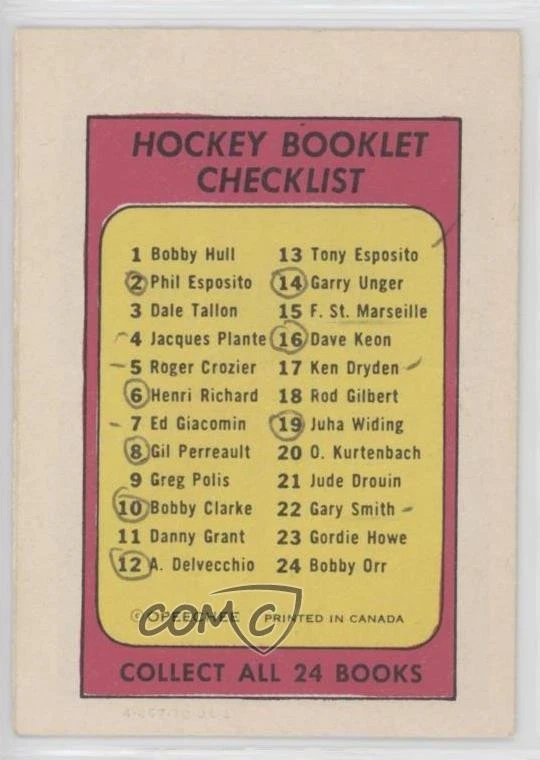 HOCKEY BOOKLET
CHECKLIST
1 Bobby Hull
2 Phil Esposito
3 Dale Tallon
4 Jacques Plante
5 Roger Crozier
6 Henri Richard
7 Ed Giacomin
8 Gil Perreault
9 Greg Polis
10 Bobby Clarke
11 Danny Grant
12 A. Delvecchio
13 Tony Esposito
14 Garry Unger
15 F. St. Marseille
16 Dave Keon
17 Ken Dryden
18 Rod Gilbert
19 Juha Widing
20 O. Kurtenbach
21 Jude Drouin
22 Gary Smith
23 Gordie Howe
24 Bobby Orr
© OPEECHEE PRINTED IN CANADA
COMC
COLLECT ALL 24 BOOKS